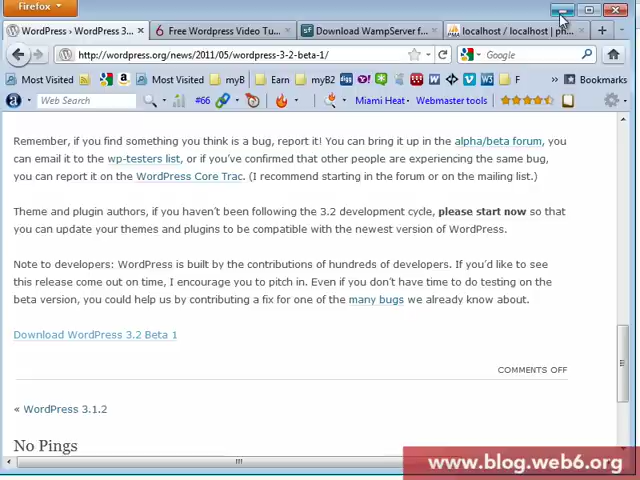 Firefox
WordPress › WordPress 3....
6 Free Wordpress Video Tu...
Download WampServer f...
localhost / localhost | ph...
http://wordpress.org/news/2011/05/wordpress-3-2-beta-1/
Google
Most Visited
Most Visited
myB
Earn
myB2
Bookmarks
Web Search
#66
Miami Heat
Webmaster tools
Remember, if you find something you think is a bug, report it! You can bring it up in the alpha/beta forum, you
can email it to the wp-testers list, or if you've confirmed that other people are experiencing the same bug,
you can report it on the WordPress Core Trac. (I recommend starting in the forum or on the mailing list.)
Theme and plugin authors, if you haven't been following the 3.2 development cycle, please start now so that
you can update your themes and plugins to be compatible with the newest version of WordPress.
Note to developers: WordPress is built by the contributions of hundreds of developers. If you'd like to see
this release come out on time, I encourage you to pitch in. Even if you don't have time to do testing on the
beta version, you could help us by contributing a fix for one of the many bugs we already know about.
Download WordPress 3.2 Beta 1
COMMENTS OFF
« WordPress 3.1.2
No Pings
www.blog.web6.org